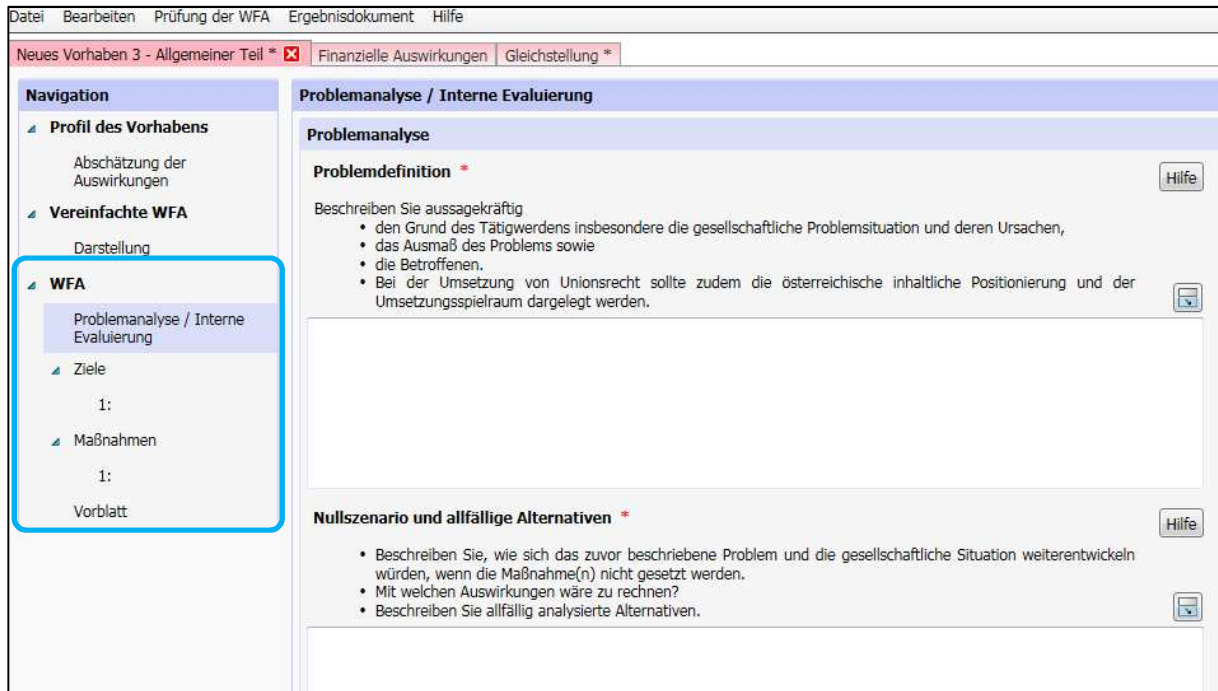 Datei Bearbeiten Prüfung der WFA Ergebnisdokument Hilfe
Neues Vorhaben 3 - Allgemeiner Teil * Finanzielle Auswirkungen Gleichstellung *
Navigation
Profil des Vorhabens
Abschätzung der
Auswirkungen
Vereinfachte WFA
Darstellung
WFA
Problemanalyse / Interne
Evaluierung
Ziele
1:
Maßnahmen
1:
Vorblatt
Problemanalyse / Interne Evaluierung
Problemanalyse
Problemdefinition *
Hilfe
Beschreiben Sie aussagekräftig
• den Grund des Tätigwerdens insbesondere die gesellschaftliche Problemsituation und deren Ursachen,
• das Ausmaß des Problems sowie
• die Betroffenen.
• Bei der Umsetzung von Unionsrecht sollte zudem die österreichische inhaltliche Positionierung und der
Umsetzungsspielraum dargelegt werden.
Nullszenario und allfällige Alternativen *
Hilfe
• Beschreiben Sie, wie sich das zuvor beschriebene Problem und die gesellschaftliche Situation weiterentwickeln
würden, wenn die Maßnahme(n) nicht gesetzt werden.
• Mit welchen Auswirkungen wäre zu rechnen?
• Beschreiben Sie allfällig analysierte Alternativen.